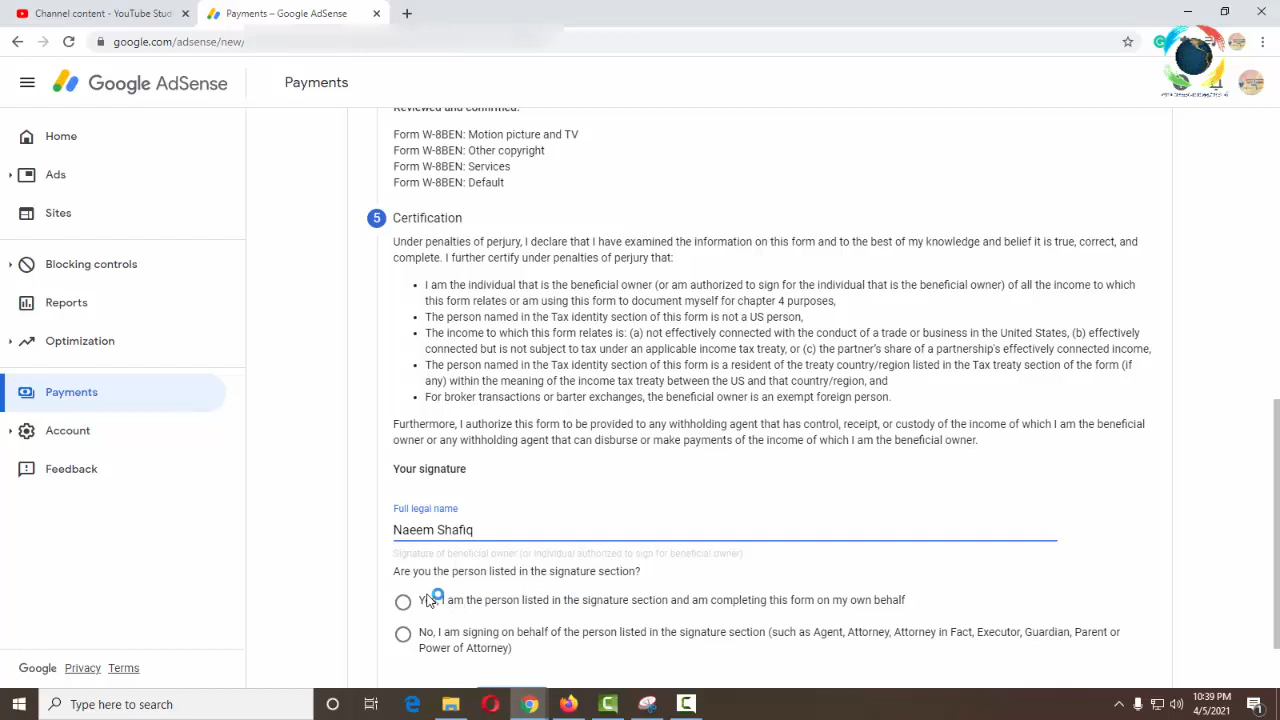 Channel content - YouTube Studio
Payments – Google AdSense
google.com/adsense/new/
Google AdSense
Payments
Home
Ads
Sites
Blocking controls
Reports
Optimization
Payments
Account
Feedback
Google Privacy Terms
Reviewed and confirmed:
Form W-8BEN: Motion picture and TV
Form W-8BEN: Other copyright
Form W-8BEN: Services
Form W-8BEN: Default
5 Certification
Under penalties of perjury, I declare that I have examined the information on this form and to the best of my knowledge and belief it is true, correct, and
complete. I further certify under penalties of perjury that:
• I am the individual that is the beneficial owner (or am authorized to sign for the individual that is the beneficial owner) of all the income to which
this form relates or am using this form to document myself for chapter 4 purposes,
• The person named in the Tax identity section of this form is not a US person,
• The income to which this form relates is: (a) not effectively connected with the conduct of a trade or business in the United States, (b) effectively
connected but is not subject to tax under an applicable income tax treaty, or (c) the partner’s share of a partnership's effectively connected income,
• The person named in the Tax identity section of this form is a resident of the treaty country/region listed in the Tax treaty section of the form (if
any) within the meaning of the income tax treaty between the US and that country/region, and
• For broker transactions or barter exchanges, the beneficial owner is an exempt foreign person.
Furthermore, I authorize this form to be provided to any withholding agent that has control, receipt, or custody of the income of which I am the beneficial
owner or any withholding agent that can disburse or make payments of the income of which I am the beneficial owner.
Your signature
Full legal name
Naeem Shafiq
Signature of beneficial owner (or individual authorized to sign for beneficial owner)
Are you the person listed in the signature section?
Yes, I am the person listed in the signature section and am completing this form on my own behalf
No, I am signing on behalf of the person listed in the signature section (such as Agent, Attorney, Attorney in Fact, Executor, Guardian, Parent or
Power of Attorney)
Type here to search
10:39 PM
4/5/2021